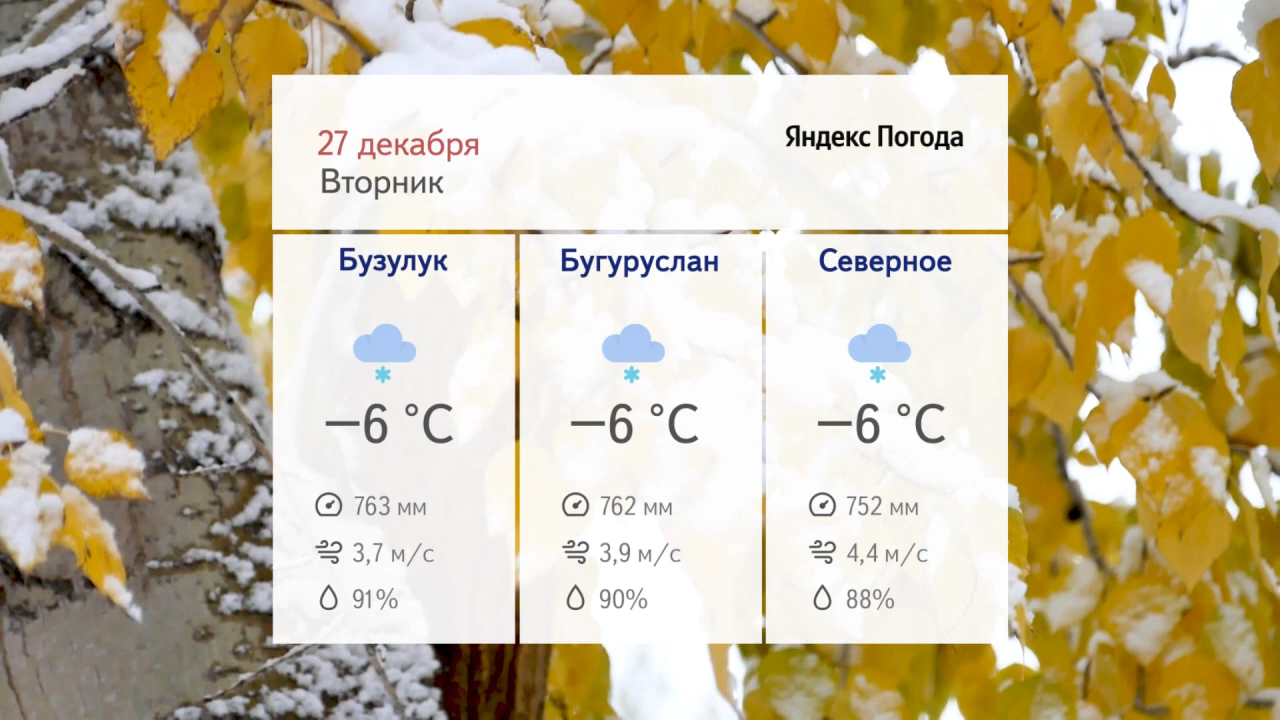 27 декабря
Вторник
Яндекс Погода
Бузулук
−6 °C
763 мм
3,7 м/с
91%
Бугуруслан
−6 °C
762 мм
3,9 м/с
90%
Северное
−6 °C
752 мм
4,4 м/с
88%